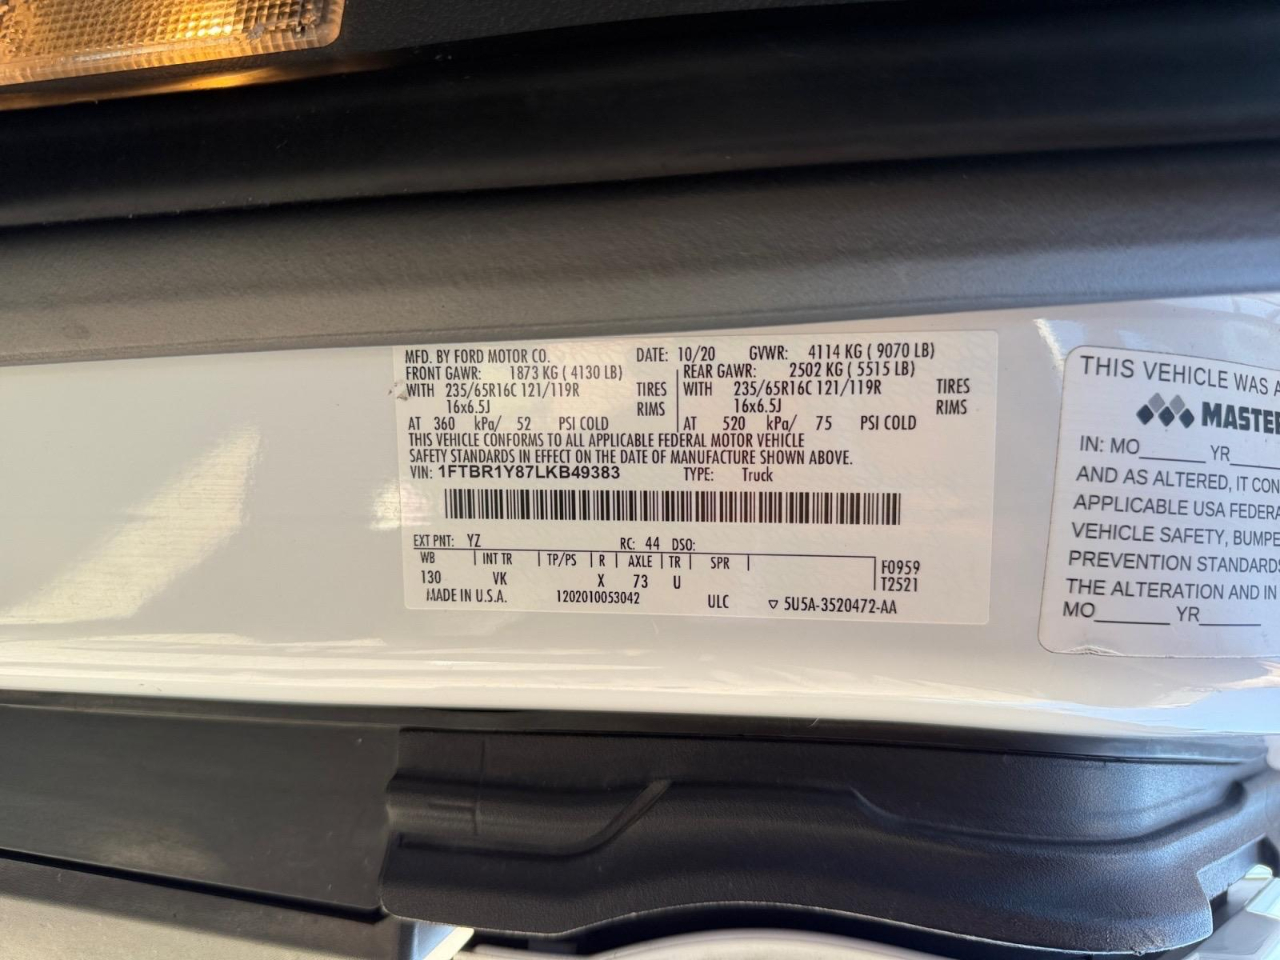 MFD. BY FORD MOTOR CO. DATE: 10/20 GVWR: 4114 KG ( 9070 LB)
FRONT GAWR: 1873 KG ( 4130 LB) REAR GAWR: 2502 KG ( 5515 LB)
WITH 235/65R16C 121/119R TIRES WITH 235/65R16C 121/119R TIRES
16x6.5J RIMS 16x6.5J RIMS
AT 360 kPa/ 52 PSI COLD AT 520 kPa/ 75 PSI COLD
THIS VEHICLE CONFORMS TO ALL APPLICABLE FEDERAL MOTOR VEHICLE
SAFETY STANDARDS IN EFFECT ON THE DATE OF MANUFACTURE SHOWN ABOVE.
VIN: 1FTBR1Y87LKB49383 TYPE: Truck
EXT PNT: YZ RC: 44 DSO:
WB INT TR TP/PS R AXLE TR SPR F0959
130 VK X 73 U T2521
MADE IN U.S.A. 1202010053042 ULC 5U5A-3520472-AA
THIS VEHICLE WAS A
MASTE
IN: MO______ YR______
AND AS ALTERED, IT CON
APPLICABLE USA FEDERA
VEHICLE SAFETY, BUMPE
PREVENTION STANDARDS
THE ALTERATION AND IN
MO______ YR______